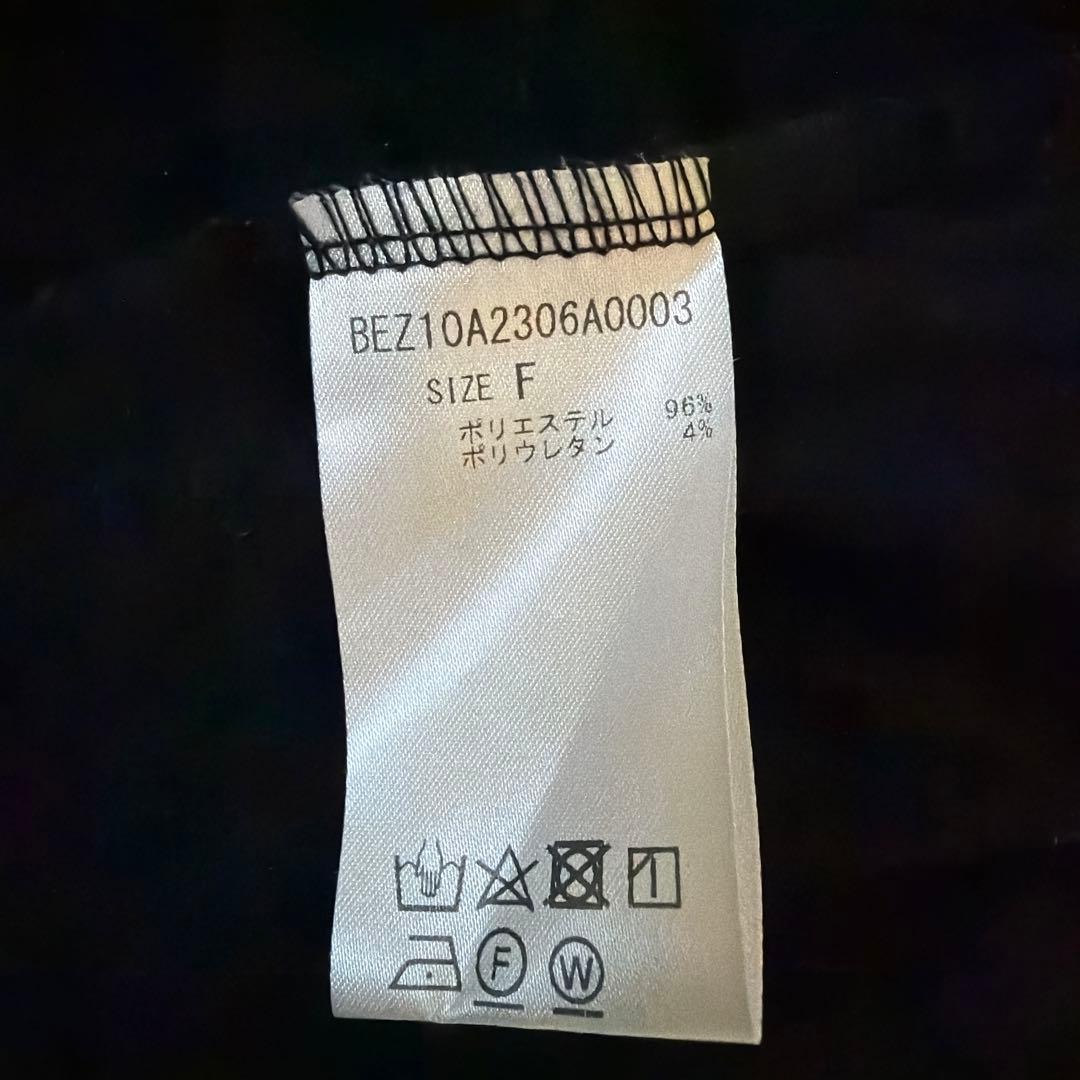 BEZ10A2306A0003
SIZE F
ポリエステル 96%
ポリウレタン 4%
F W